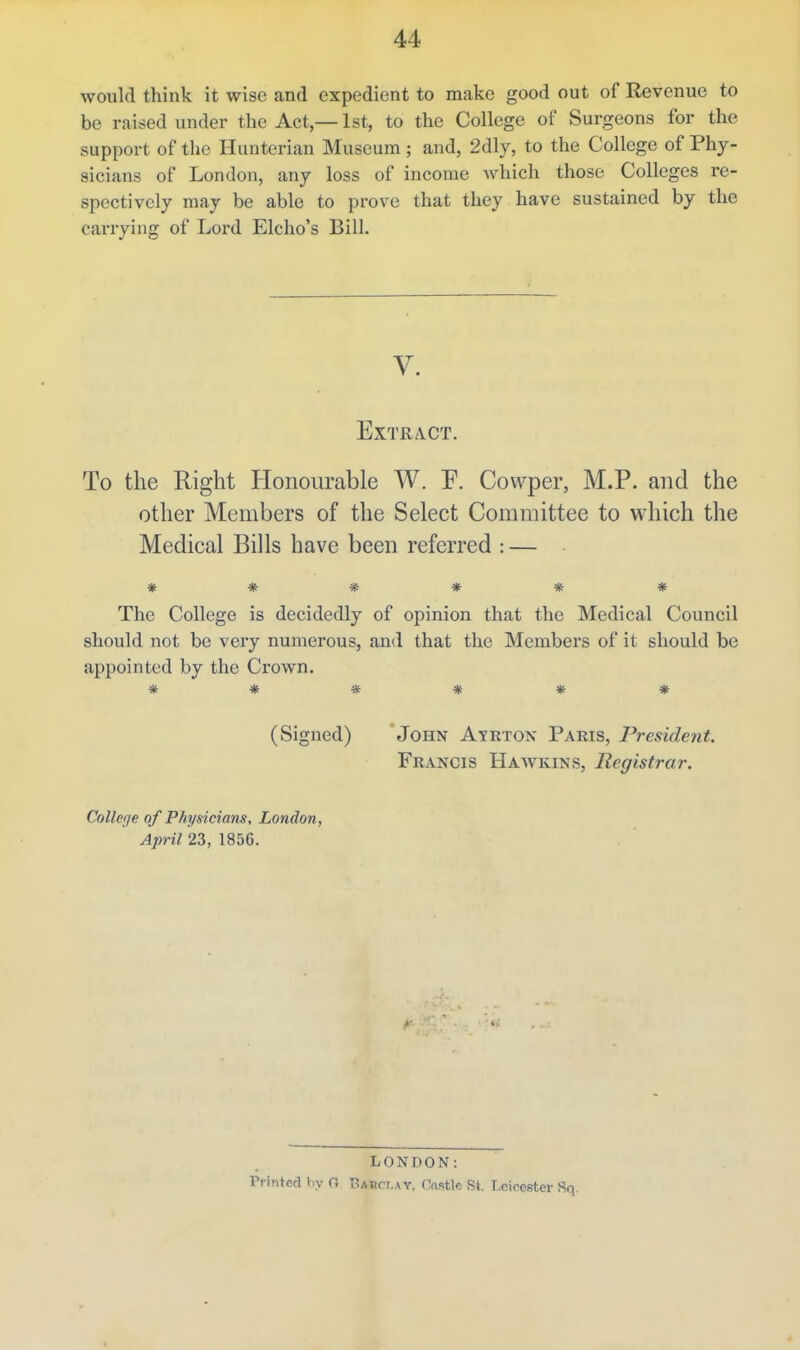 44
would think it wise and expedient to make good out of Revenue to
be raised under the Act,—1st, to the College of Surgeons for the
support of the Hunterian Museum; and, 2dly, to the College of Phy-
sicians of London, any loss of income which those Colleges re-
spectively may be able to prove that they have sustained by the
carrying of Lord Elcho's Bill.
V.
EXTRACT.
To the Right Honourable W. F. Cowper, M.P. and the
other Members of the Select Committee to which the
Medical Bills have been referred :—
* * * * * *
The College is decidedly of opinion that the Medical Council
should not be very numerous, and that the Members of it should be
appointed by the Crown.
* * * * * *
(Signed) JOHN AYRTON PARIS, President.
FRANCIS HAWKINS, Registrar.
College of Physicians, London,
April 23, 1856.
LONDON:
Printed by G. BARCLAY, Castle St. Leicester Sq.